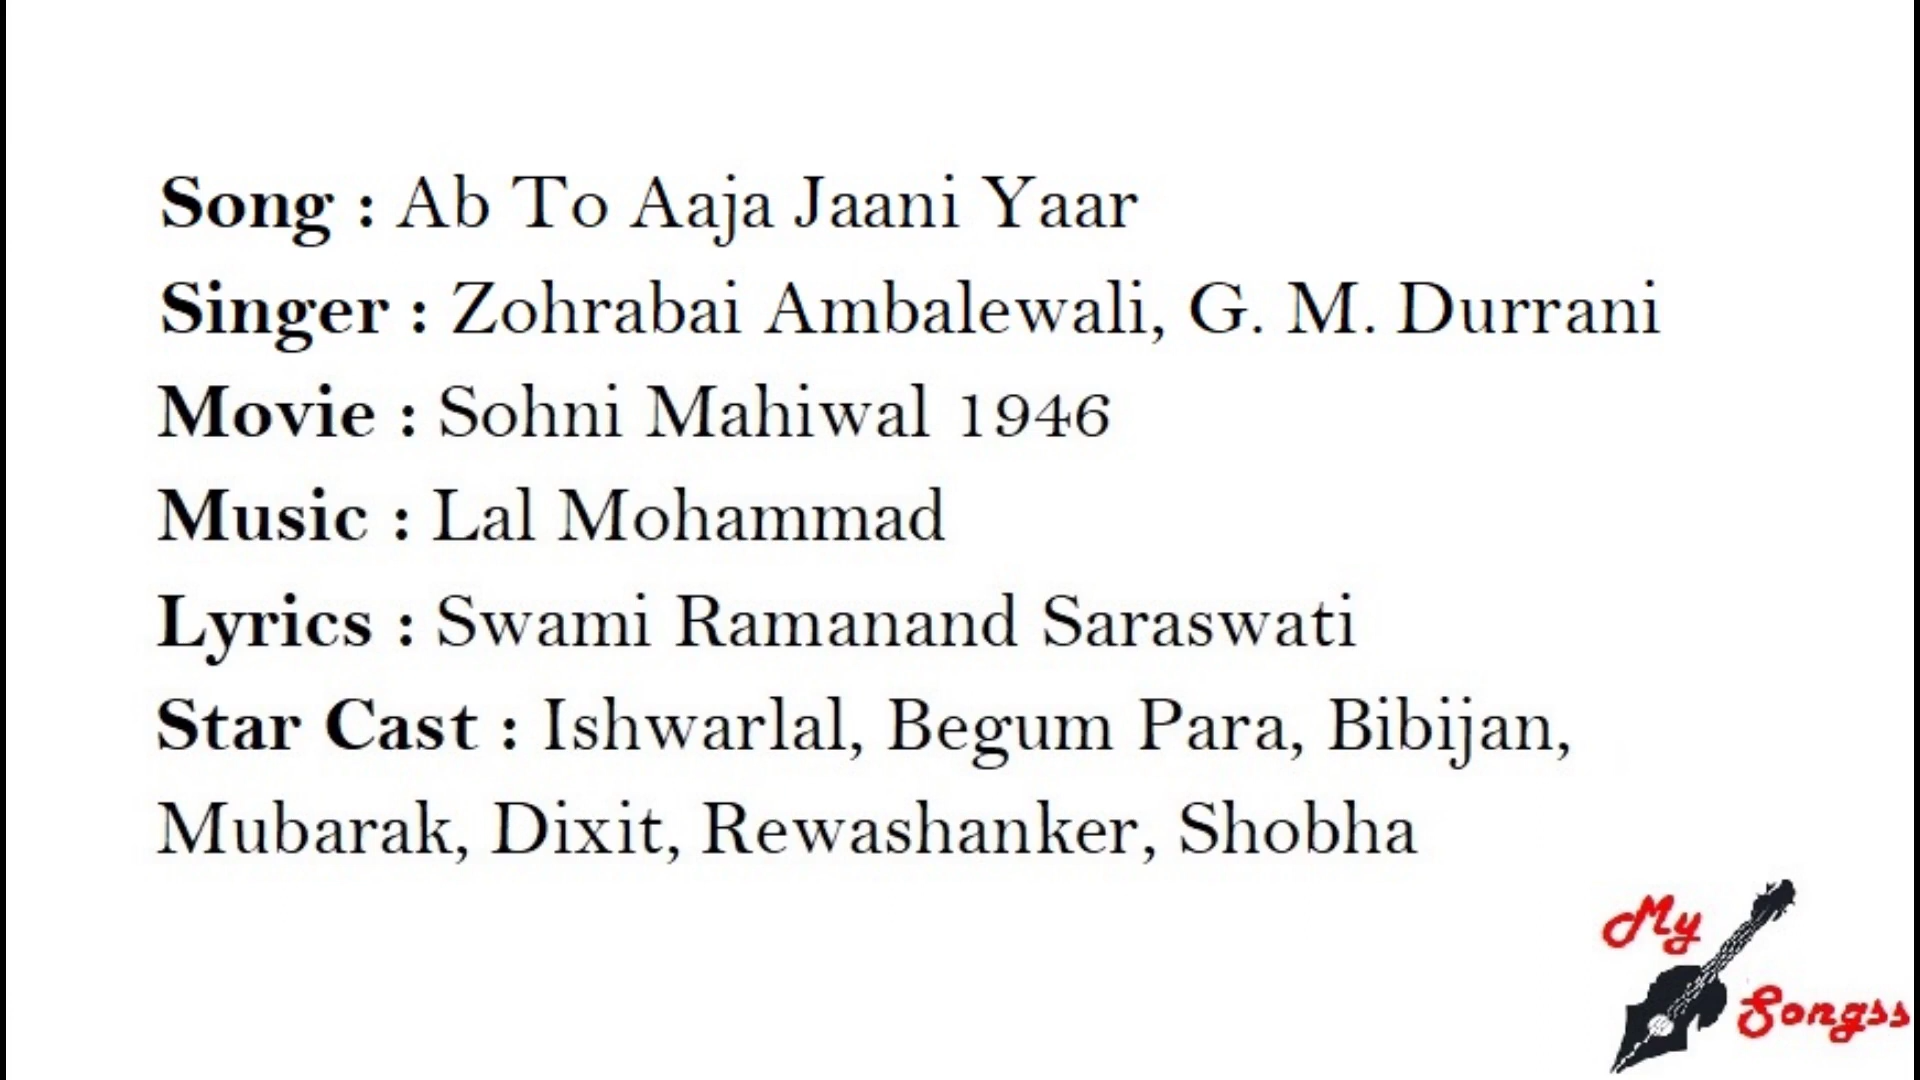 Song : Ab To Aaja Jaani Yaar
Singer : Zohrabai Ambalewali, G. M. Durrani
Movie : Sohni Mahiwal 1946
Music : Lal Mohammad
Lyrics : Swami Ramanand Saraswati
Star Cast : Ishwarlal, Begum Para, Bibijan,
Mubarak, Dixit, Rewashanker, Shobha
My
Songss